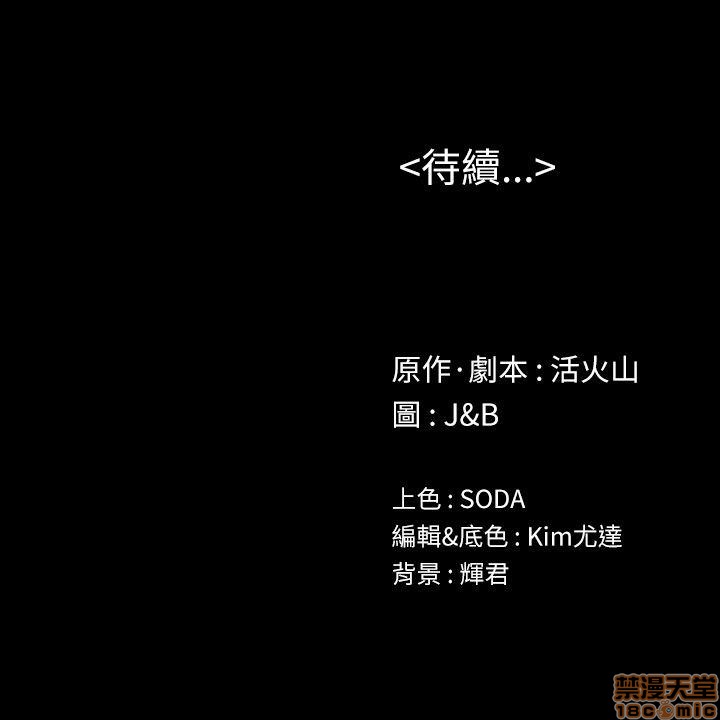 <待續...>
原作·劇本 : 活火山
圖 : J&B
上色 : SODA
編輯&底色 : Kim尤達
背景 : 輝君
禁漫天堂
18Comic